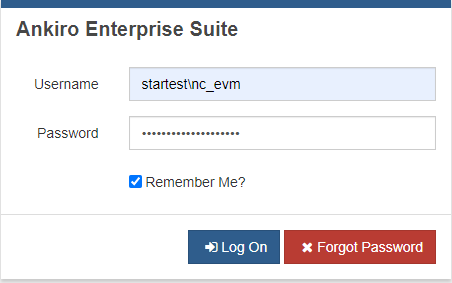 Ankiro Enterprise Suite
Username
startest\nc_evm
Password
••••••••••••••••••••
Remember Me?
Log On
Forgot Password